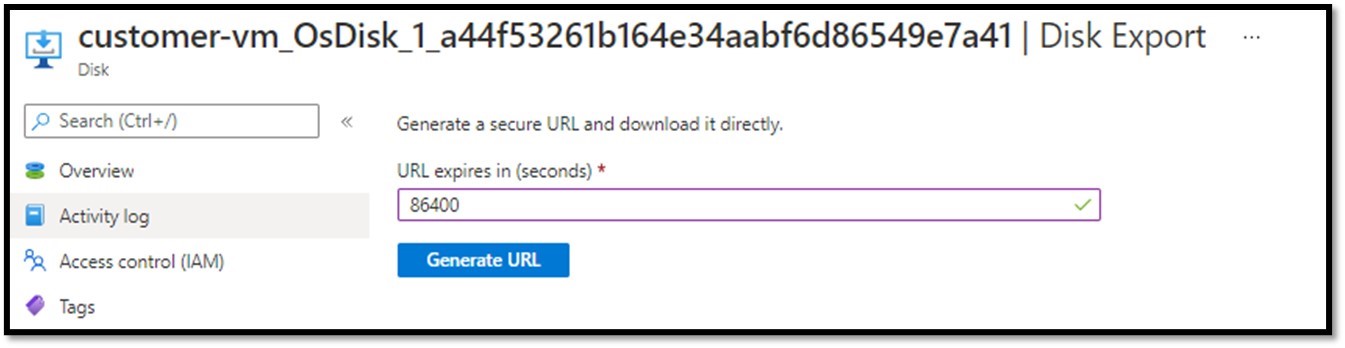 customer-vm_OsDisk_1_a44f53261b164e34aabf6d86549e7a41 | Disk Export ...
Disk
Search (Ctrl+/)
«
Overview
Activity log
Access control (IAM)
Tags
Generate a secure URL and download it directly.
URL expires in (seconds) *
86400
Generate URL